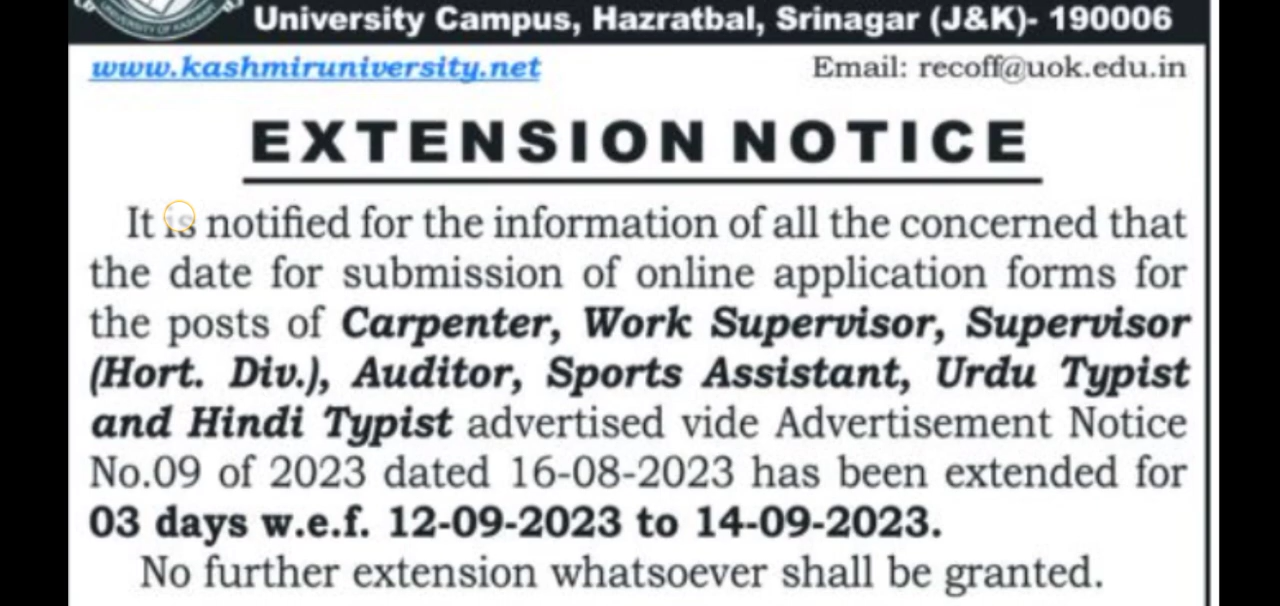 UNIVERSITY OF KASHMIR
University Campus, Hazratbal, Srinagar (J&K)- 190006
www.kashmiruniversity.net Email: recoff@uok.edu.in
EXTENSION NOTICE
It is notified for the information of all the concerned that
the date for submission of online application forms for
the posts of Carpenter, Work Supervisor, Supervisor
(Hort. Div.), Auditor, Sports Assistant, Urdu Typist
and Hindi Typist advertised vide Advertisement Notice
No.09 of 2023 dated 16-08-2023 has been extended for
03 days w.e.f. 12-09-2023 to 14-09-2023.
No further extension whatsoever shall be granted.